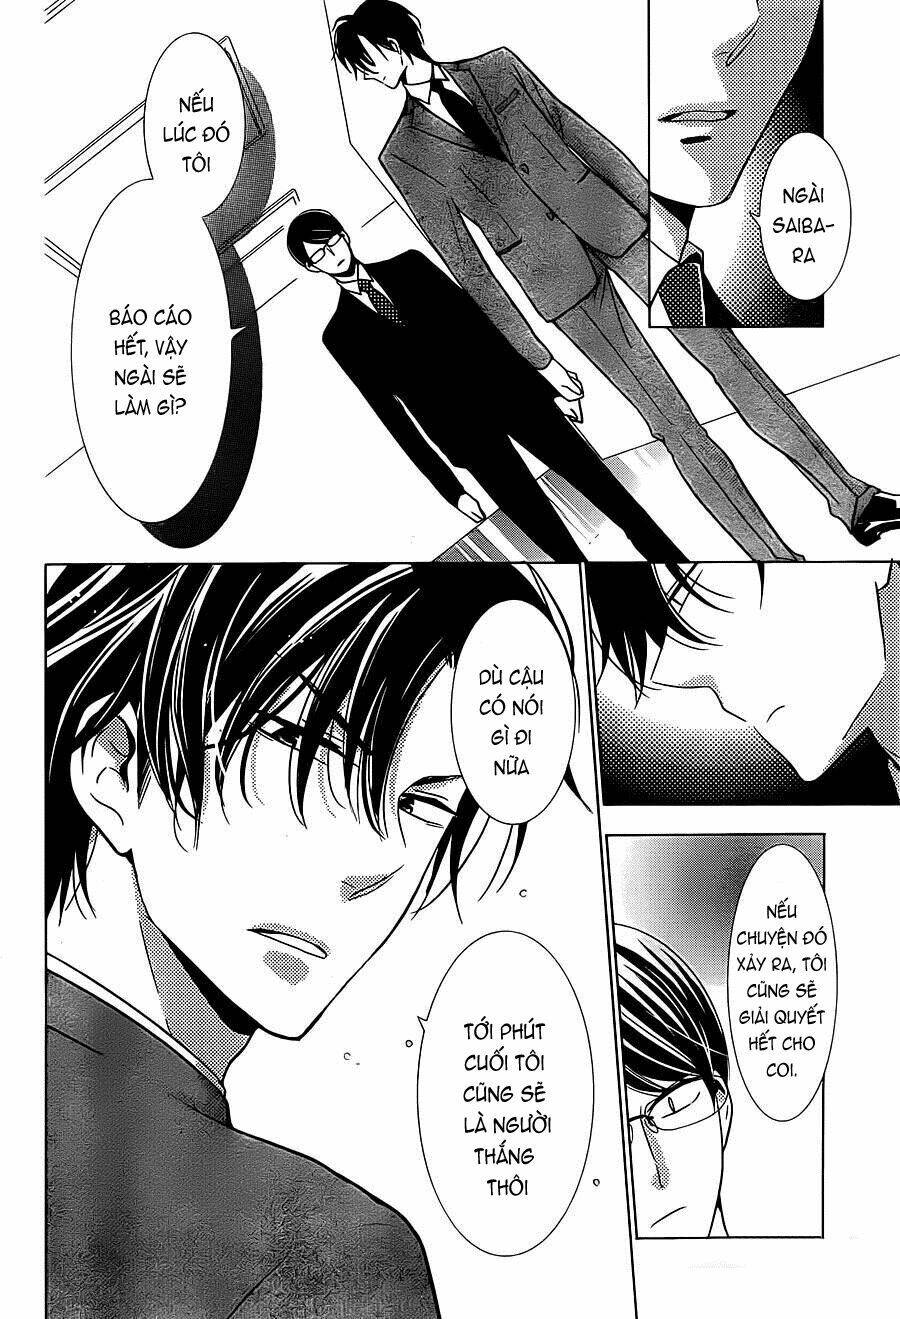 NGÀI
SAIBA-
RA
NẾU
LÚC ĐÓ
TÔI
BÁO CÁO
HẾT, VẬY
NGÀI SẼ
LÀM GÌ?
NẾU
CHUYỆN ĐÓ
XẢY RA, TÔI
CŨNG SẼ
GIẢI QUYẾT
HẾT CHO
COI.
DÙ CẬU
CÓ NÓI
GÌ ĐI
NỮA
TỚI PHÚT
CUỐI TÔI
CŨNG SẼ
LÀ NGƯỜI
THẮNG
THÔI